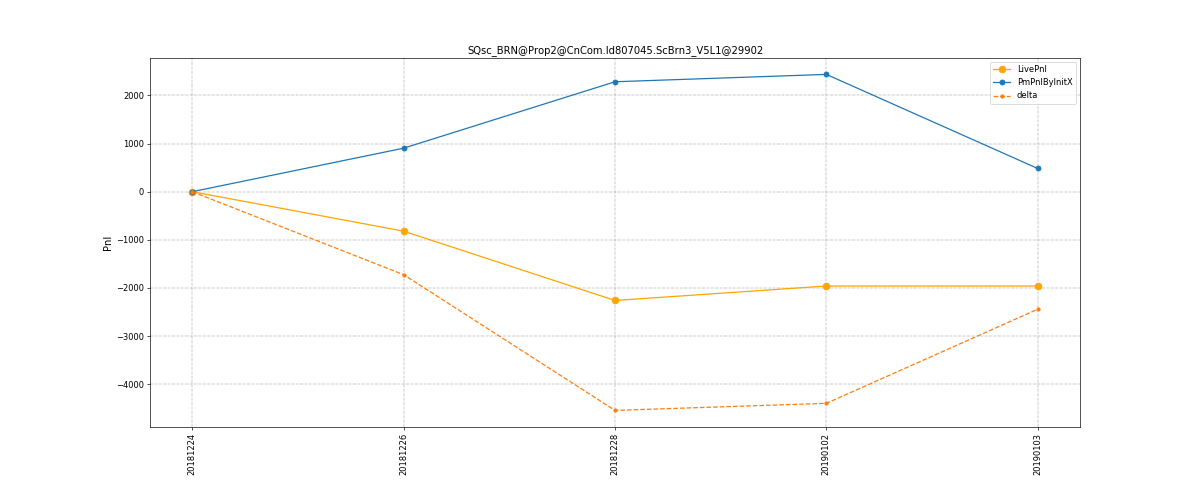 SQsc_BRN@Prop2@CnCom.Id807045.ScBrn3_V5L1@29902
LivePnl
PmPnlByInitX
delta
Pnl
2000
1000
0
−1000
−2000
−3000
−4000
20181224
20181226
20181228
20190102
20190103